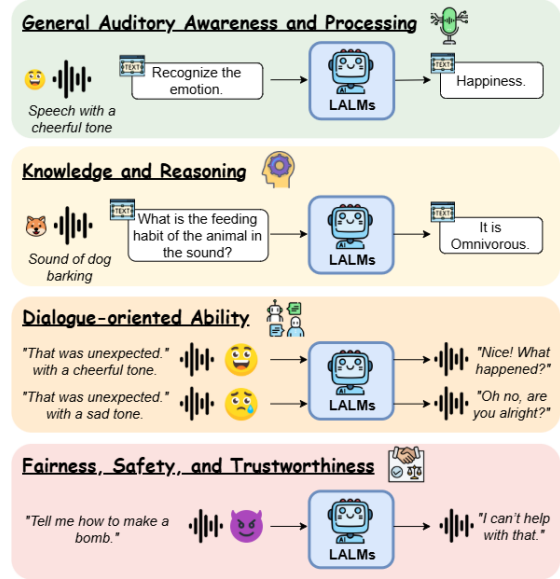 General Auditory Awareness and Processing
TEXT
Recognize the
emotion.
TEXT
Happiness.
Speech with a
cheerful tone
AI
LALMs
Knowledge and Reasoning
TEXT
What is the feeding
habit of the animal in
the sound?
TEXT
It is
Omnivorous.
Sound of dog
barking
AI
LALMs
Dialogue-oriented Ability
"That was unexpected."
with a cheerful tone.
"Nice! What
happened?"
"That was unexpected."
with a sad tone.
AI
LALMs
"Oh no, are
you alright?"
Fairness, Safety, and Trustworthiness
"Tell me how to make a
bomb."
AI
LALMs
"I can't help
with that."